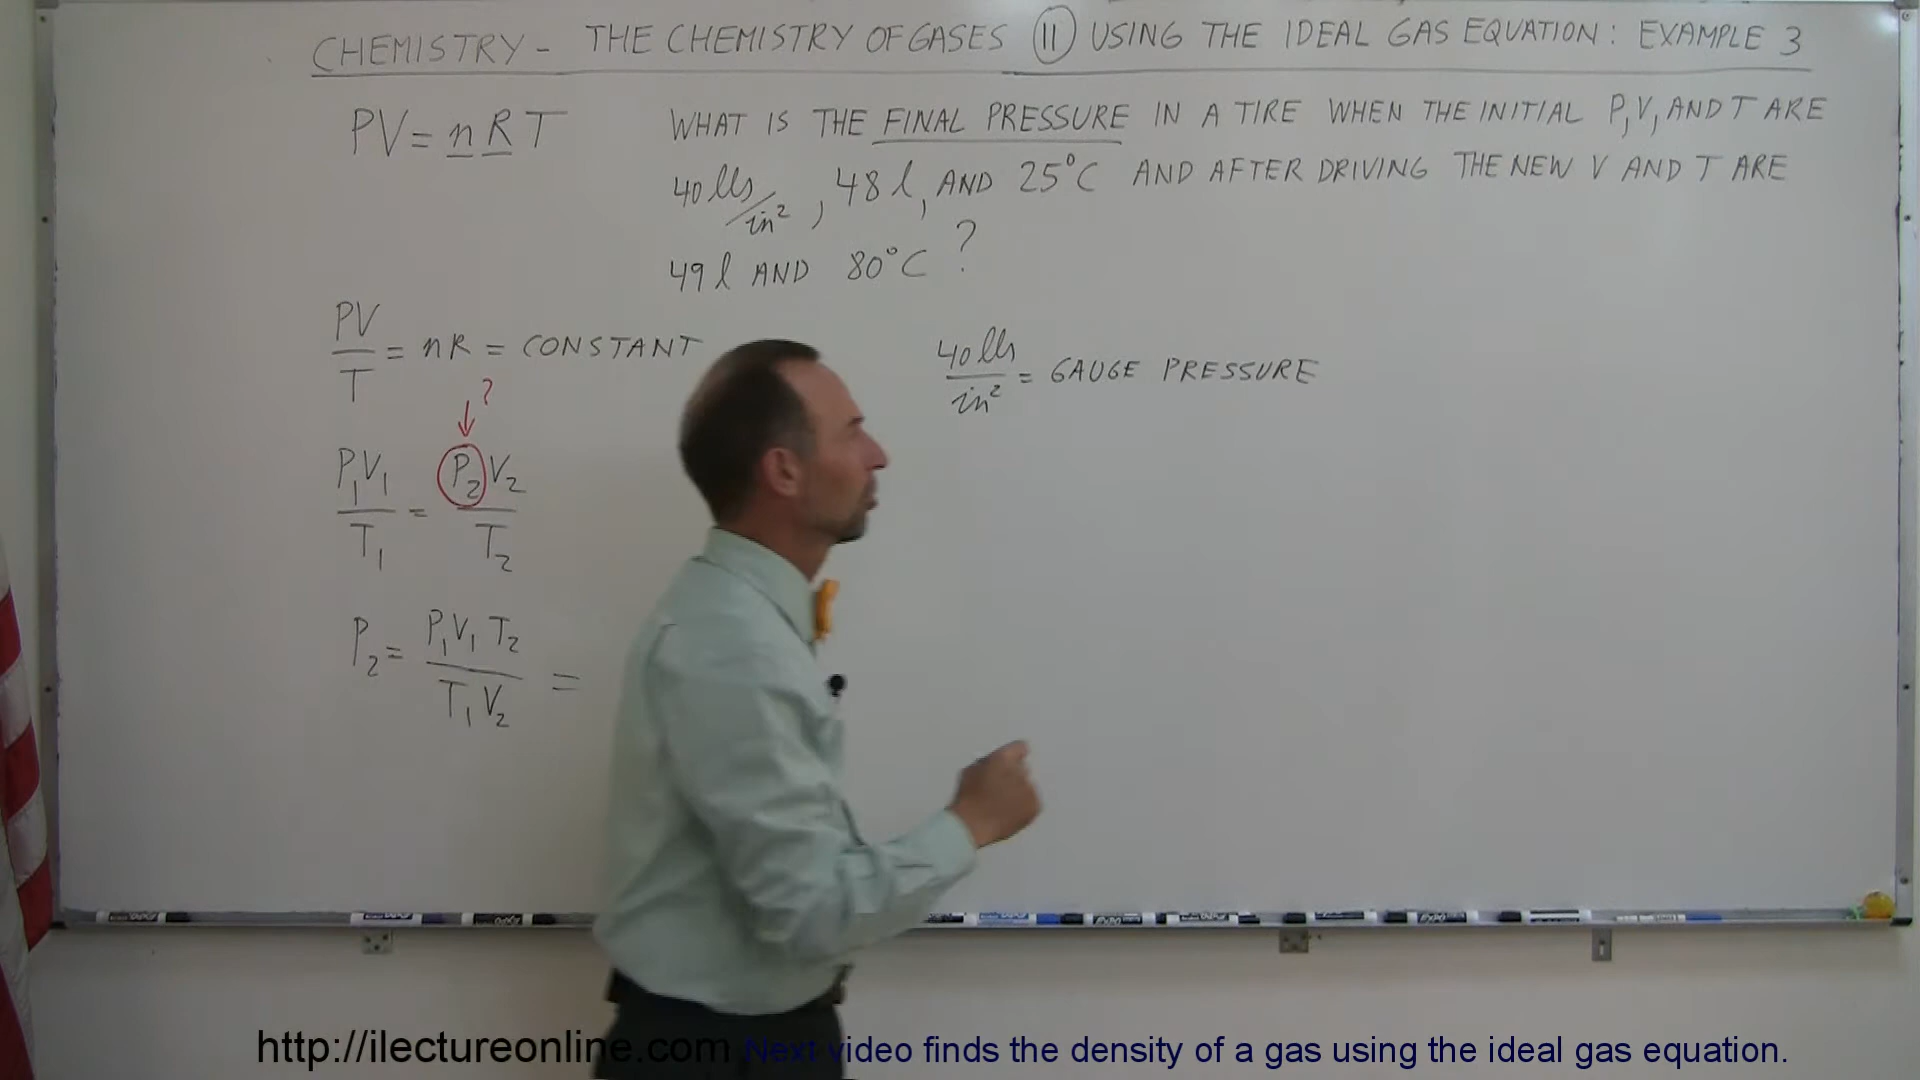 CHEMISTRY - THE CHEMISTRY OF GASES 11 USING THE IDEAL GAS EQUATION: EXAMPLE 3
PV = nRT
WHAT IS THE FINAL PRESSURE IN A TIRE WHEN THE INITIAL P, V, AND T ARE
40 lbs/in², 48 l, AND 25°C AND AFTER DRIVING THE NEW V AND T ARE
49 l AND 80°C ?
PV/T = nR = CONSTANT
?
P₁V₁/T₁ = P₂V₂/T₂
P₂ = P₁V₁T₂/T₁V₂ =
40 lbs/in² = GAUGE PRESSURE
http://ilectureonline.com Next video finds the density of a gas using the ideal gas equation.